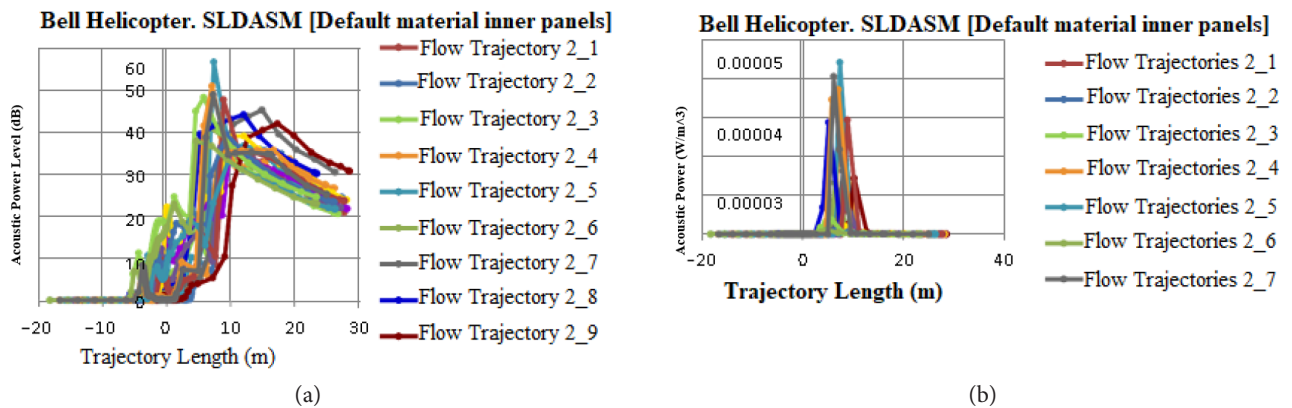 Bell Helicopter. SLDASM [Default material inner panels]
Acoustic Power Level (dB)
60
50
40
30
20
10
0
−20
−10
0
10
20
30
Trajectory Length (m)
Flow Trajectory 2_1
Flow Trajectory 2_2
Flow Trajectory 2_3
Flow Trajectory 2_4
Flow Trajectory 2_5
Flow Trajectory 2_6
Flow Trajectory 2_7
Flow Trajectory 2_8
Flow Trajectory 2_9
(a)
Bell Helicopter. SLDASM [Default material inner panels]
Acoustic Power (W/m^3)
0.00005
0.00004
0.00003
−20
0
20
40
Trajectory Length (m)
Flow Trajectories 2_1
Flow Trajectories 2_2
Flow Trajectories 2_3
Flow Trajectories 2_4
Flow Trajectories 2_5
Flow Trajectories 2_6
Flow Trajectories 2_7
(b)